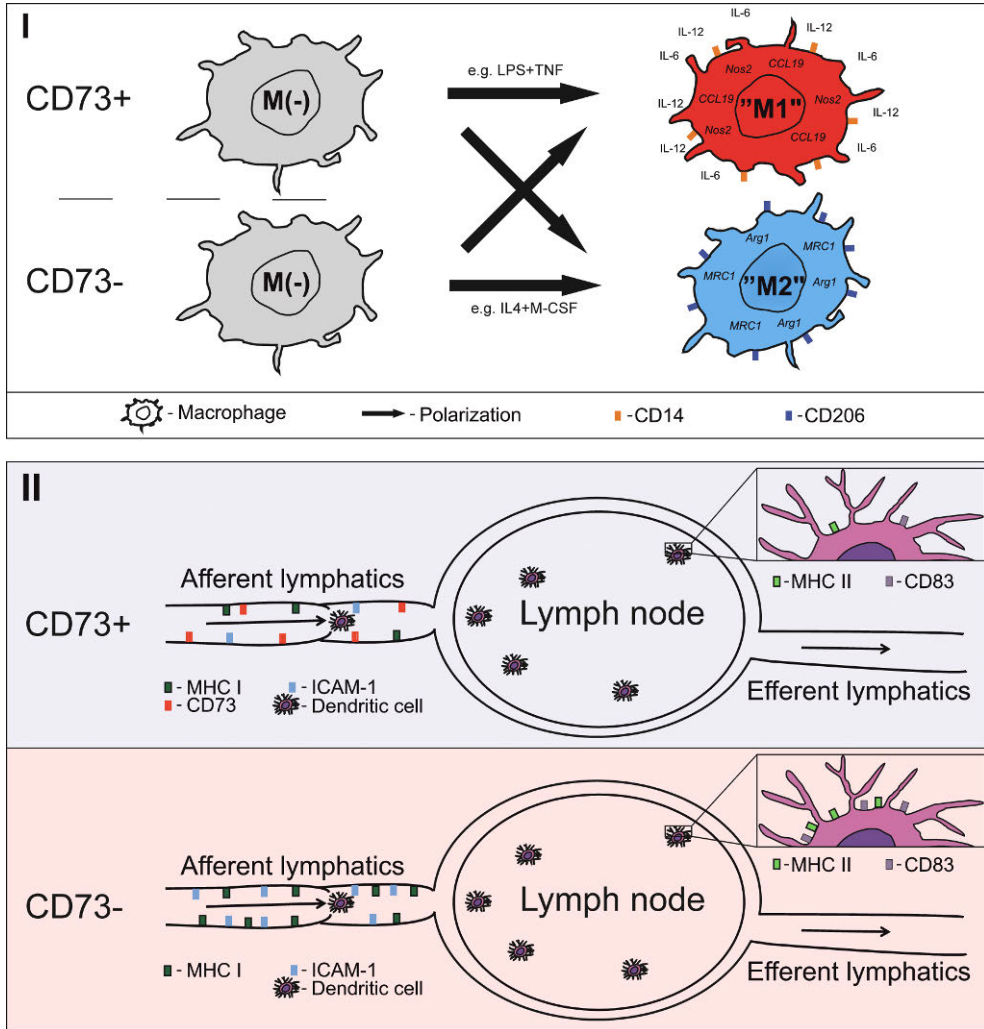 I
CD73+
M(-)
e.g. LPS+TNF
IL-6
IL-12
IL-12
IL-6
IL-6
Nos2
CCL19
IL-12
CCL19
"M1"
Nos2
IL-12
Nos2
CCL19
IL-12
IL-6
IL-6
CD73-
M(-)
e.g. IL4+M-CSF
Arg1
MRC1
MRC1
"M2"
Arg1
MRC1
Arg1
- Macrophage
- Polarization
-CD14
-CD206
II
CD73+
Afferent lymphatics
Lymph node
-MHC II
-CD83
Efferent lymphatics
- MHC I
- ICAM-1
- CD73
- Dendritic cell
CD73-
Afferent lymphatics
Lymph node
-MHC II
-CD83
Efferent lymphatics
- MHC I
- ICAM-1
- Dendritic cell